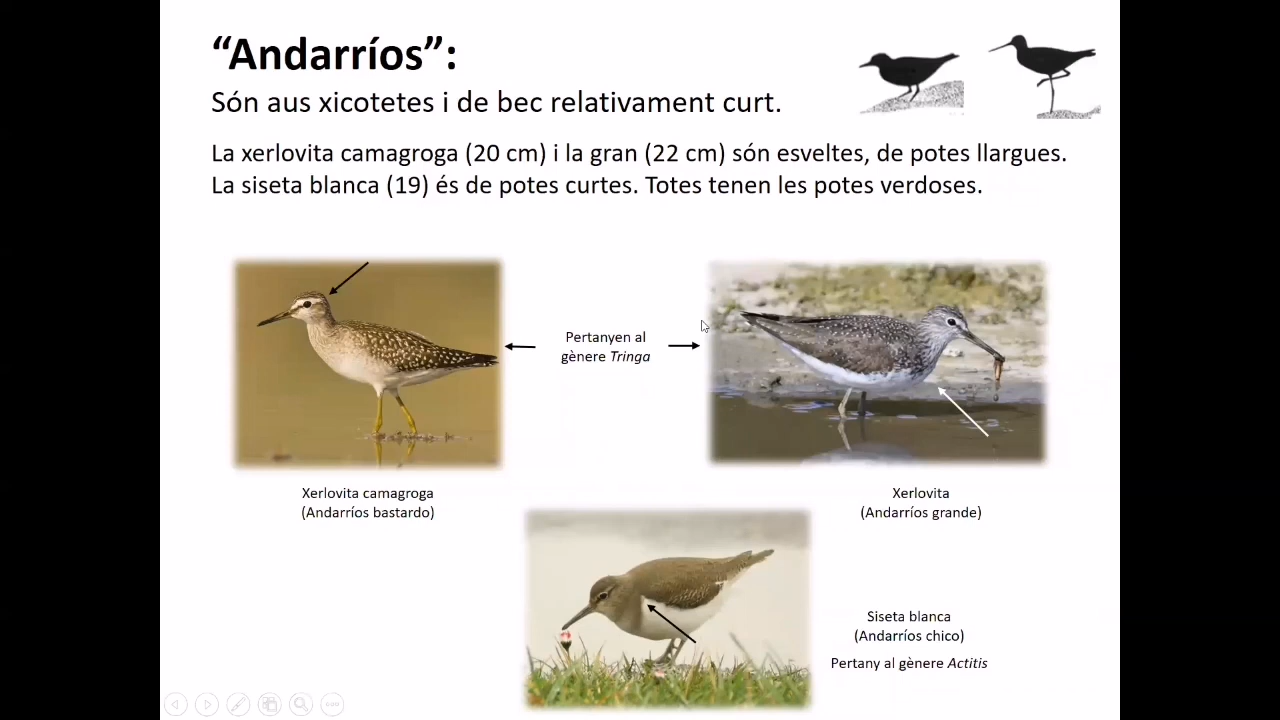 “Andarríos”:
Són aus xicotetes i de bec relativament curt.
La xerlovita camagroga (20 cm) i la gran (22 cm) són esveltes, de potes llargues.
La siseta blanca (19) és de potes curtes. Totes tenen les potes verdoses.
Pertanyen al
gènere Tringa
Xerlovita camagroga
(Andarríos bastardo)
Xerlovita
(Andarríos grande)
Siseta blanca
(Andarríos chico)
Pertany al gènere Actitis